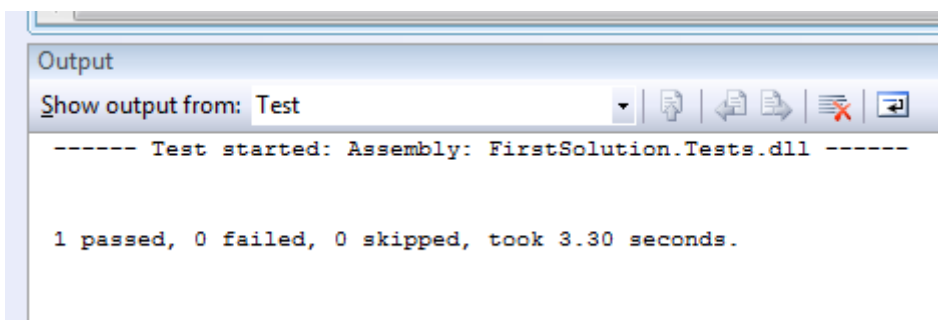 Output
Show output from: Test
------ Test started: Assembly: FirstSolution.Tests.dll ------
1 passed, 0 failed, 0 skipped, took 3.30 seconds.